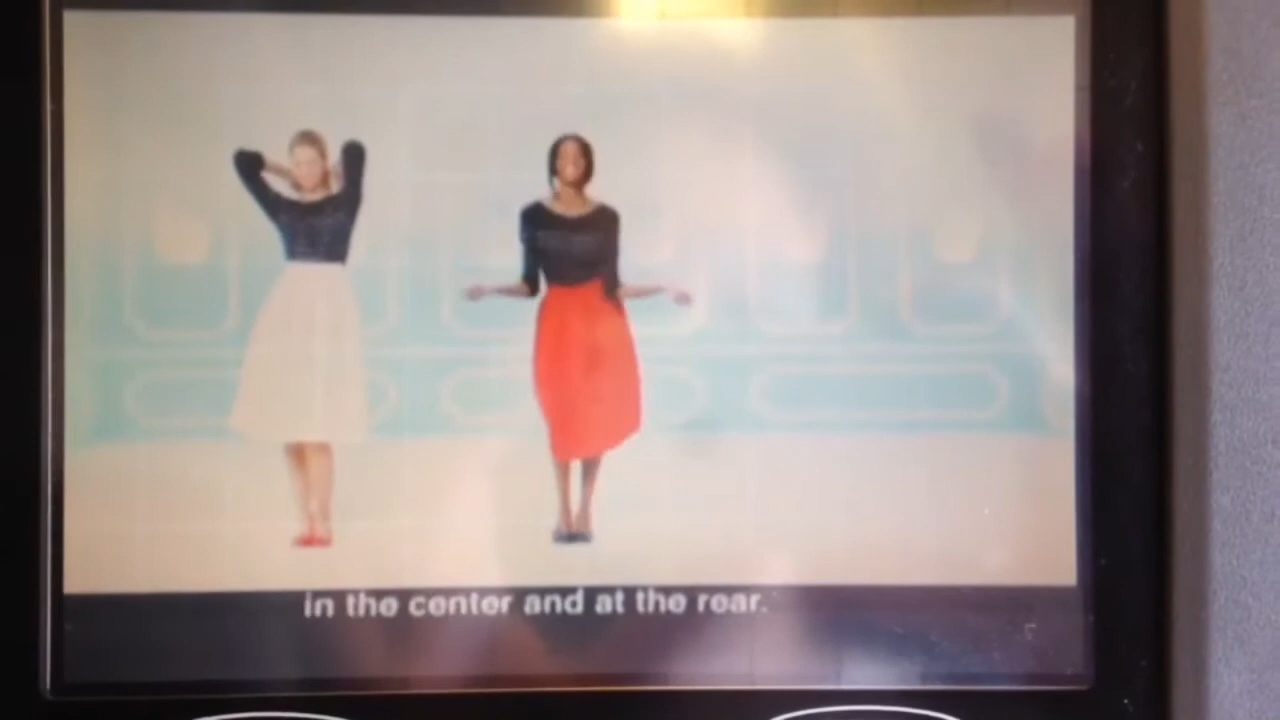 in the center and at the rear.